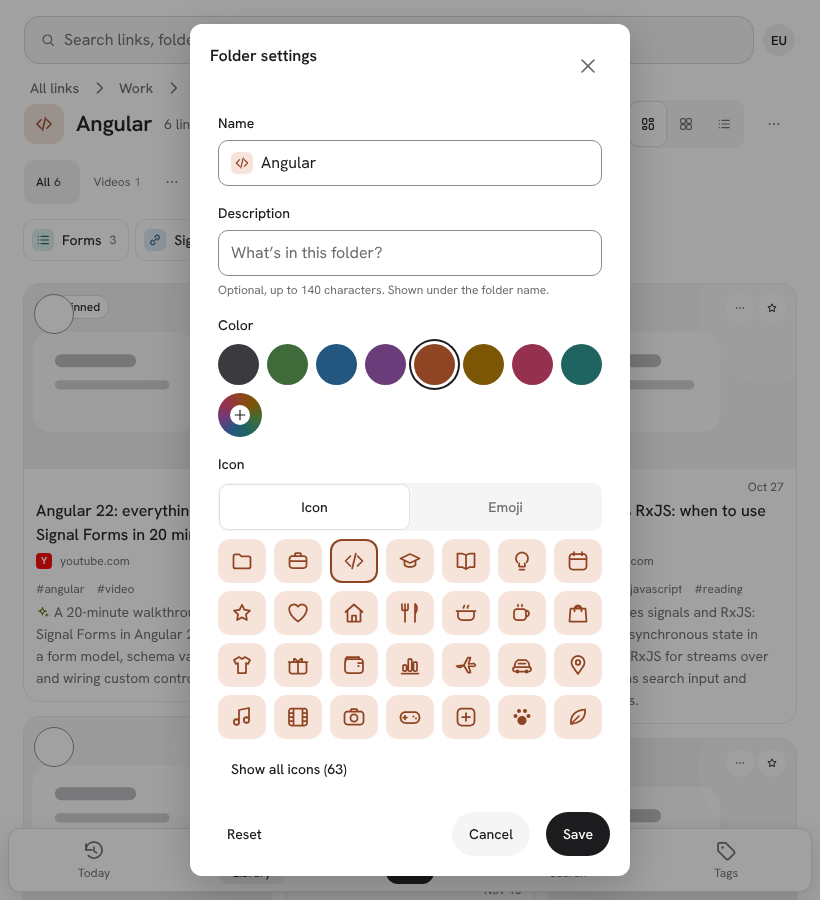 Search links, folde
EU
All links
Work
Angular
6 lin
All 6
Videos 1
Forms 3
Sig
Folder settings
Name
Angular
Description
What’s in this folder?
Optional, up to 140 characters. Shown under the folder name.
Color
Icon
Icon
Emoji
Show all icons (63)
Reset
Cancel
Save
inned
Angular 22: everythin
Signal Forms in 20 mi
youtube.com
#angular #video
A 20-minute walkthrou
Signal Forms in Angular 2
a form model, schema va
and wiring custom contro
Oct 27
RxJS: when to use
.com
javascript #reading
es signals and RxJS:
synchronous state in
RxJS for streams over
as search input and
s.
Today
Library
Search
Tags
Nov 10